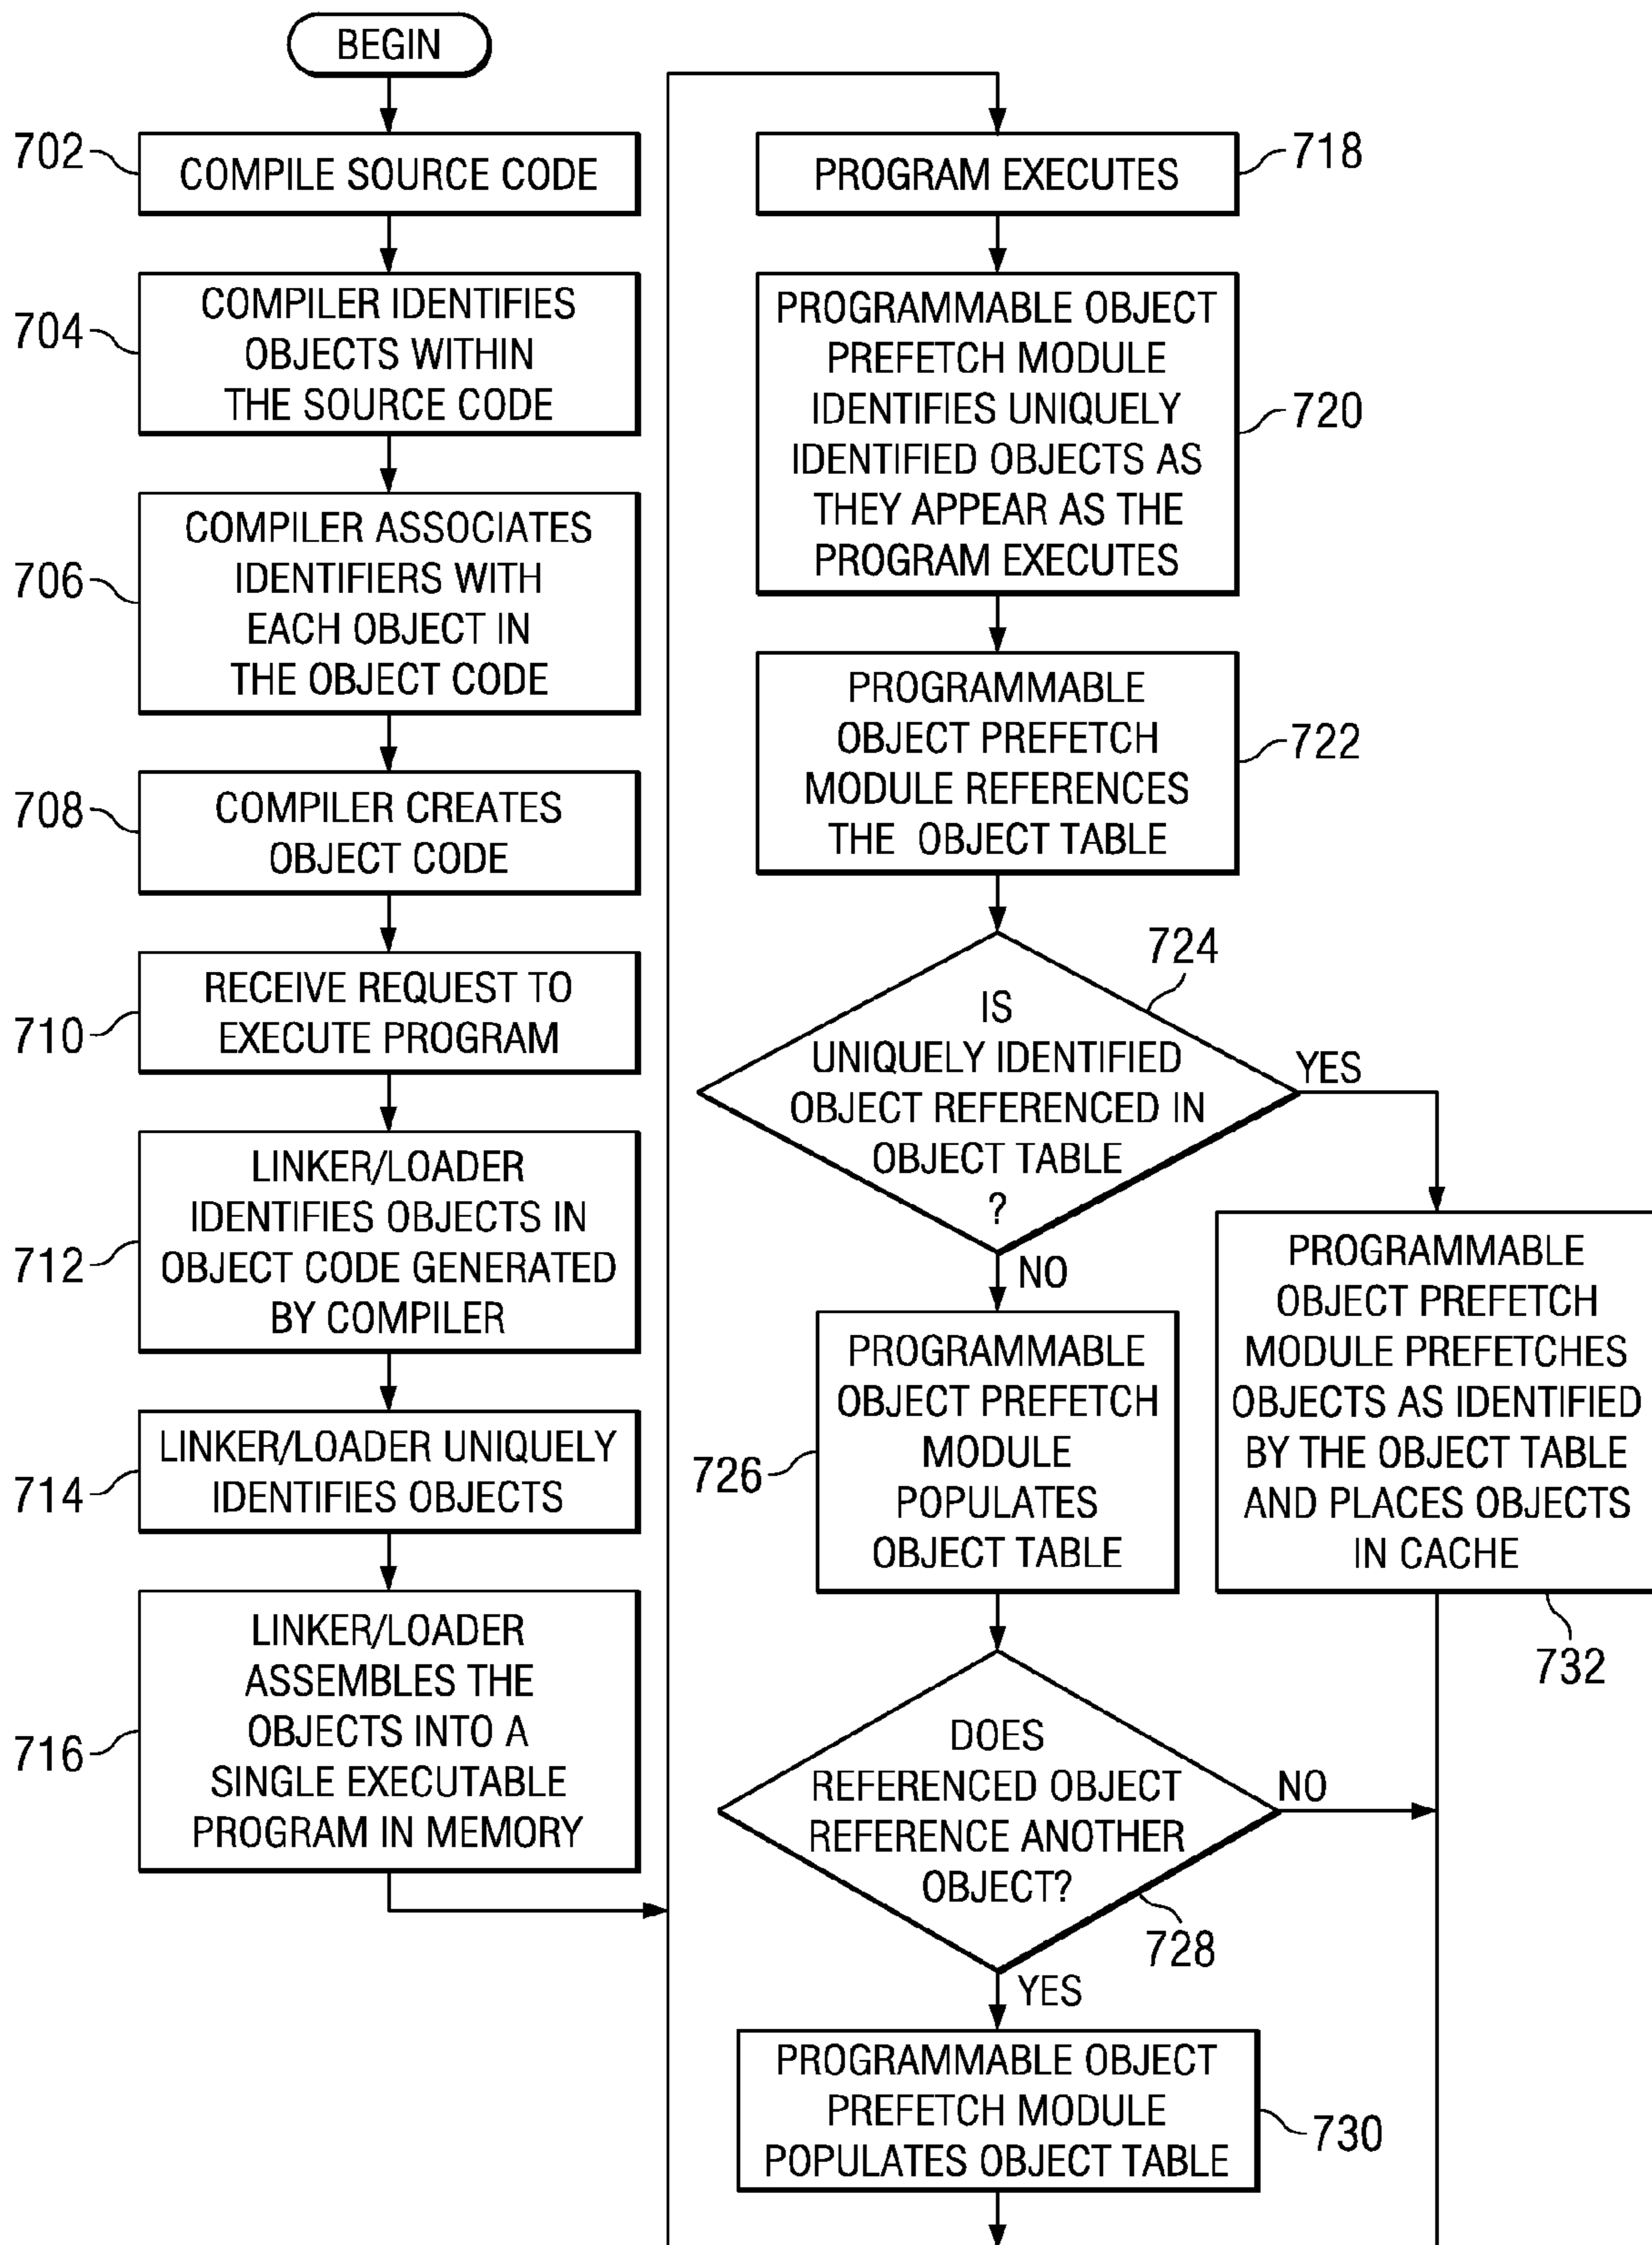 BEGIN
702
COMPILE SOURCE CODE
704
COMPILER IDENTIFIES
OBJECTS WITHIN
THE SOURCE CODE
706
COMPILER ASSOCIATES
IDENTIFIERS WITH
EACH OBJECT IN
THE OBJECT CODE
708
COMPILER CREATES
OBJECT CODE
710
RECEIVE REQUEST TO
EXECUTE PROGRAM
712
LINKER/LOADER
IDENTIFIES OBJECTS IN
OBJECT CODE GENERATED
BY COMPILER
714
LINKER/LOADER UNIQUELY
IDENTIFIES OBJECTS
716
LINKER/LOADER
ASSEMBLES THE
OBJECTS INTO A
SINGLE EXECUTABLE
PROGRAM IN MEMORY
PROGRAM EXECUTES
718
PROGRAMMABLE OBJECT
PREFETCH MODULE
IDENTIFIES UNIQUELY
IDENTIFIED OBJECTS AS
THEY APPEAR AS THE
PROGRAM EXECUTES
720
PROGRAMMABLE
OBJECT PREFETCH
MODULE REFERENCES
THE OBJECT TABLE
722
724
IS
UNIQUELY IDENTIFIED
OBJECT REFERENCED IN
OBJECT TABLE
?
YES
NO
PROGRAMMABLE
OBJECT PREFETCH
MODULE
POPULATES
OBJECT TABLE
726
PROGRAMMABLE
OBJECT PREFETCH
MODULE PREFETCHES
OBJECTS AS IDENTIFIED
BY THE OBJECT TABLE
AND PLACES OBJECTS
IN CACHE
732
DOES
REFERENCED OBJECT
REFERENCE ANOTHER
OBJECT?
NO
728
YES
PROGRAMMABLE OBJECT
PREFETCH MODULE
POPULATES OBJECT TABLE
730